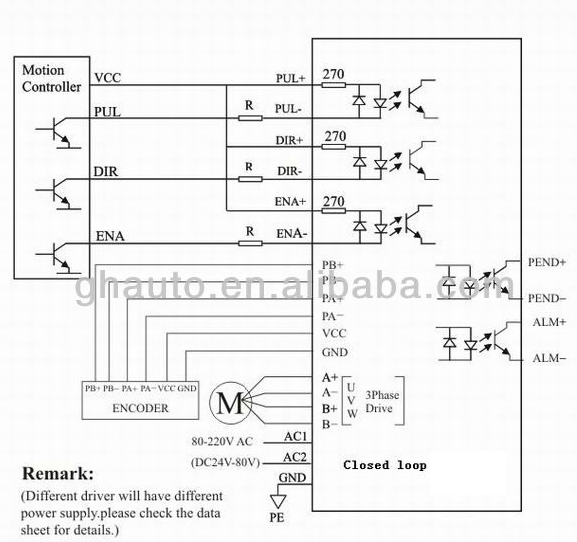 Motion
Controller
VCC
PUL
DIR
ENA
R
R
R
PUL+
PUL-
DIR+
DIR-
ENA+
ENA-
270
270
270
PB+
PB-
PA+
PA-
VCC
GND
PEND+
PEND-
ALM+
ALM-
ghauto.en.alibaba.com
PB+ PB- PA+ PA- VCC GND
ENCODER
M
A+
A-
B+
B-
U
V
W
3Phase
Drive
80-220V AC
AC1
(DC24V-80V)
AC2
GND
PE
Closed loop
Remark:
(Different driver will have different
power supply.please check the data
sheet for details.)